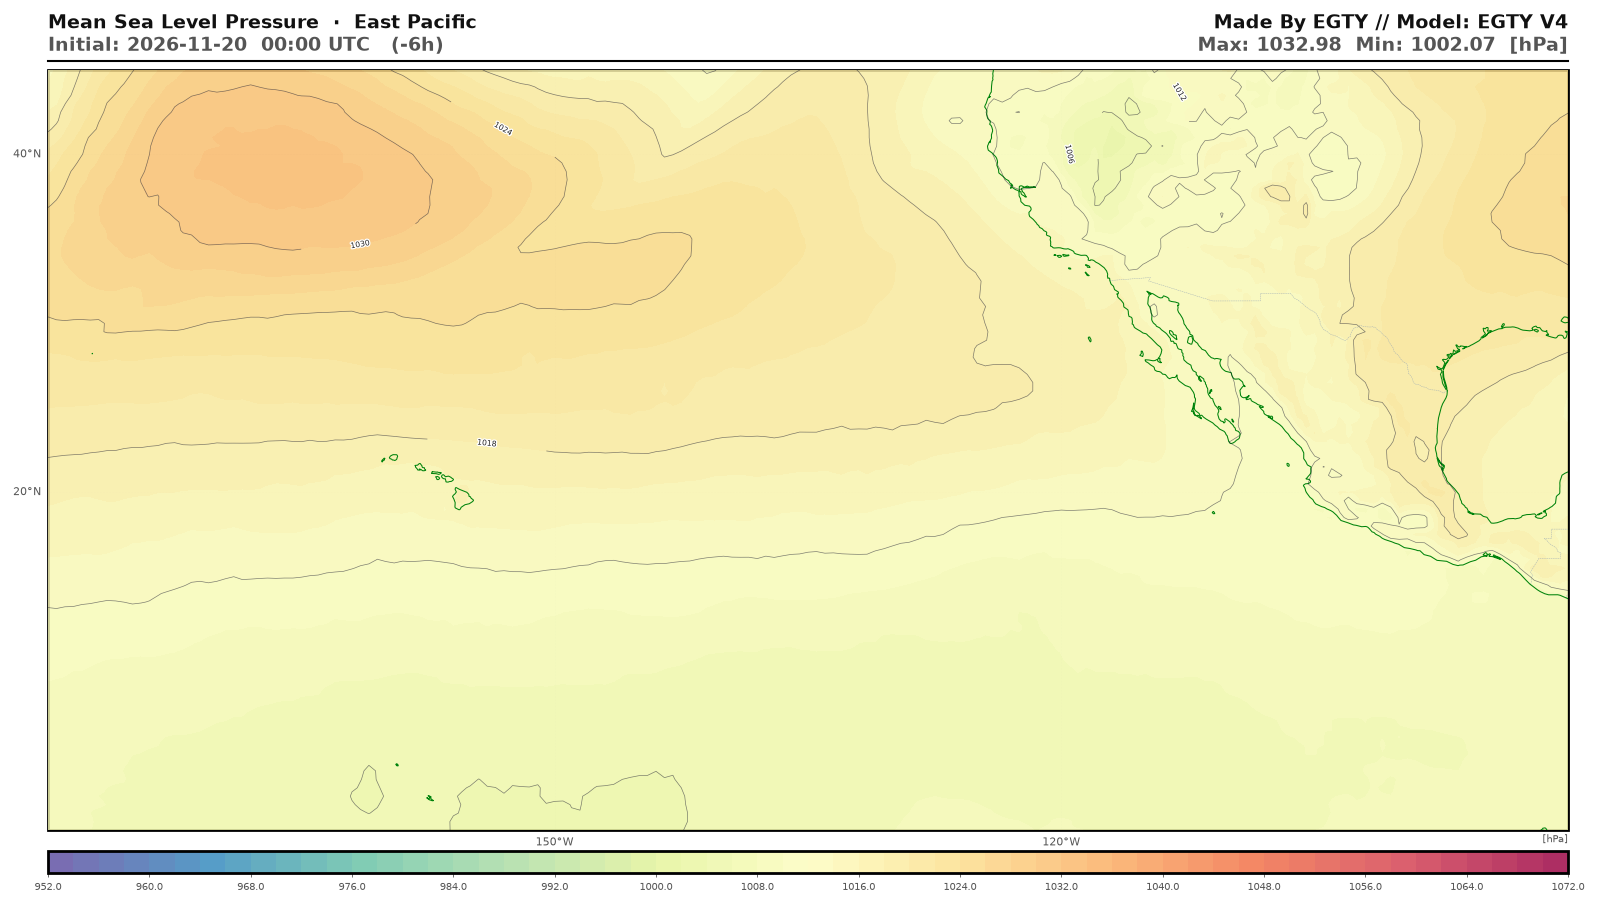 Mean Sea Level Pressure · East Pacific
Made By EGTY // Model: EGTY V4
Initial: 2026-11-20 00:00 UTC (-6h)
Max: 1032.98 Min: 1002.07 [hPa]
1012
1024
40°N
1006
1030
1018
20°N
150°W
120°W
[hPa]
952.0
960.0
968.0
976.0
984.0
992.0
1000.0
1008.0
1016.0
1024.0
1032.0
1040.0
1048.0
1056.0
1064.0
1072.0